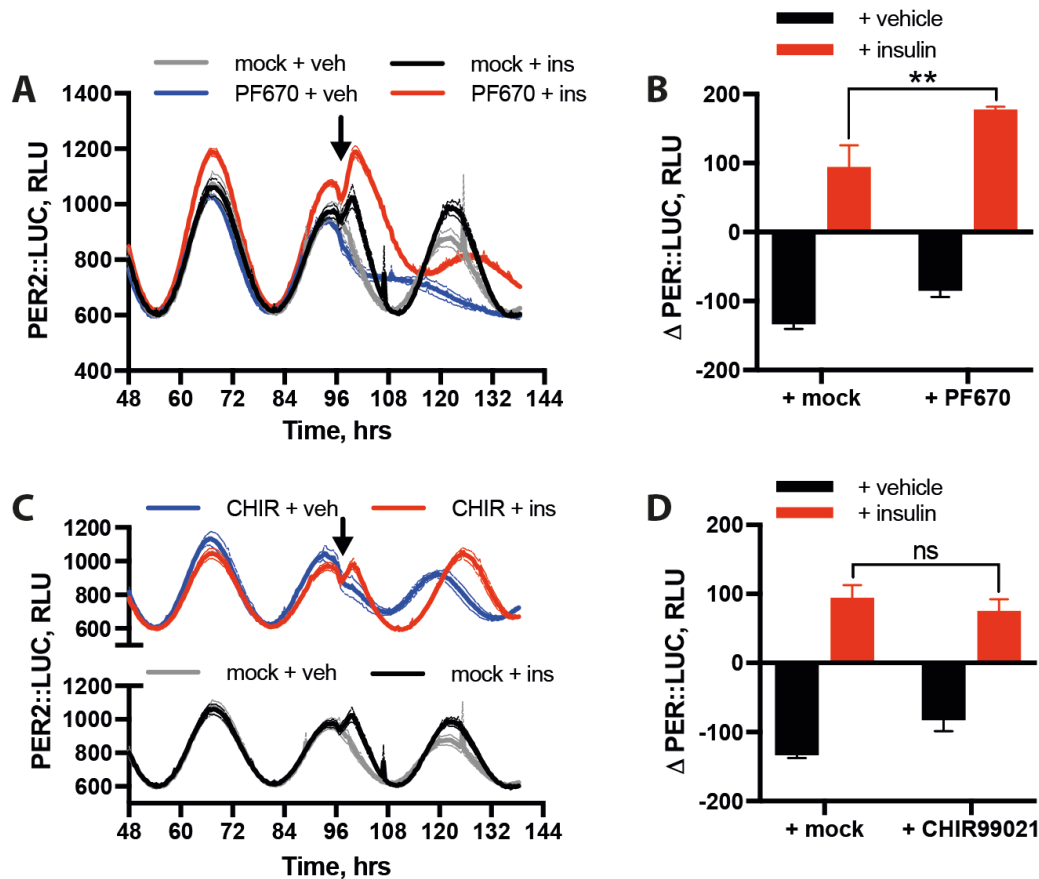 A
mock + veh
mock + ins
PF670 + veh
PF670 + ins
1400
1200
1000
800
600
400
PER2::LUC, RLU
48 60 72 84 96 108 120 132 144
Time, hrs
B
+ vehicle
+ insulin
**
200
100
0
-100
-200
Δ PER::LUC, RLU
+ mock + PF670
C
CHIR + veh
CHIR + ins
1200
1000
800
600
PER2::LUC, RLU
mock + veh
mock + ins
1200
1000
800
600
PER2::LUC, RLU
48 60 72 84 96 108 120 132 144
Time, hrs
D
+ vehicle
+ insulin
ns
200
100
0
-100
-200
Δ PER::LUC, RLU
+ mock + CHIR99021